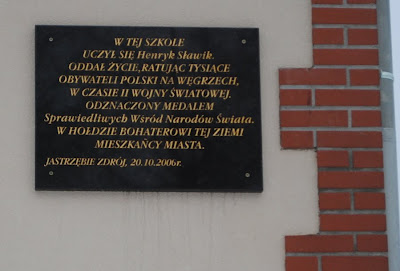 W TEJ SZKOLE
UCZYŁ SIĘ Henryk Sławik.
ODDAŁ ŻYCIE, RATUJĄC TYSIĄCE
OBYWATELI POLSKI NA WĘGRZECH,
W CZASIE II WOJNY ŚWIATOWEJ.
ODZNACZONY MEDALEM
Sprawiedliwych Wśród Narodów Świata.
W HOŁDZIE BOHATEROWI TEJ ZIEMI
MIESZKAŃCY MIASTA.
JASTRZĘBIE ZDRÓJ, 20.10.2006r.